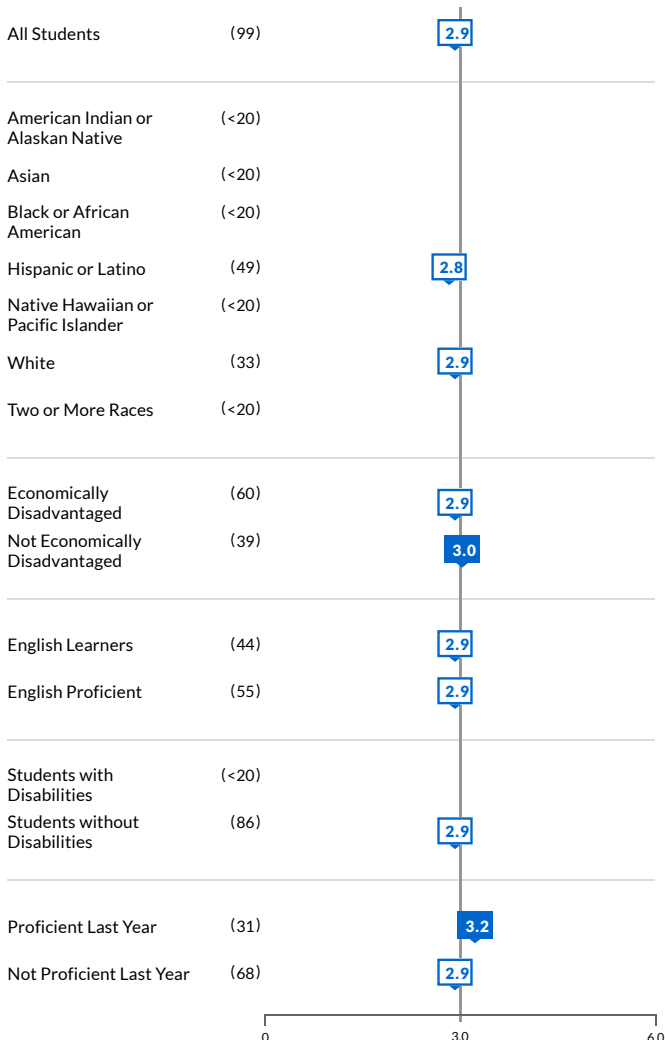 All Students (99) 2.9
American Indian or (<20)
Alaskan Native
Asian (<20)
Black or African (<20)
American
Hispanic or Latino (49) 2.8
Native Hawaiian or (<20)
Pacific Islander
White (33) 2.9
Two or More Races (<20)
Economically (60) 2.9
Disadvantaged
Not Economically (39) 3.0
Disadvantaged
English Learners (44) 2.9
English Proficient (55) 2.9
Students with (<20)
Disabilities
Students without (86) 2.9
Disabilities
Proficient Last Year (31) 3.2
Not Proficient Last Year (68) 2.9
0 3.0 6.0